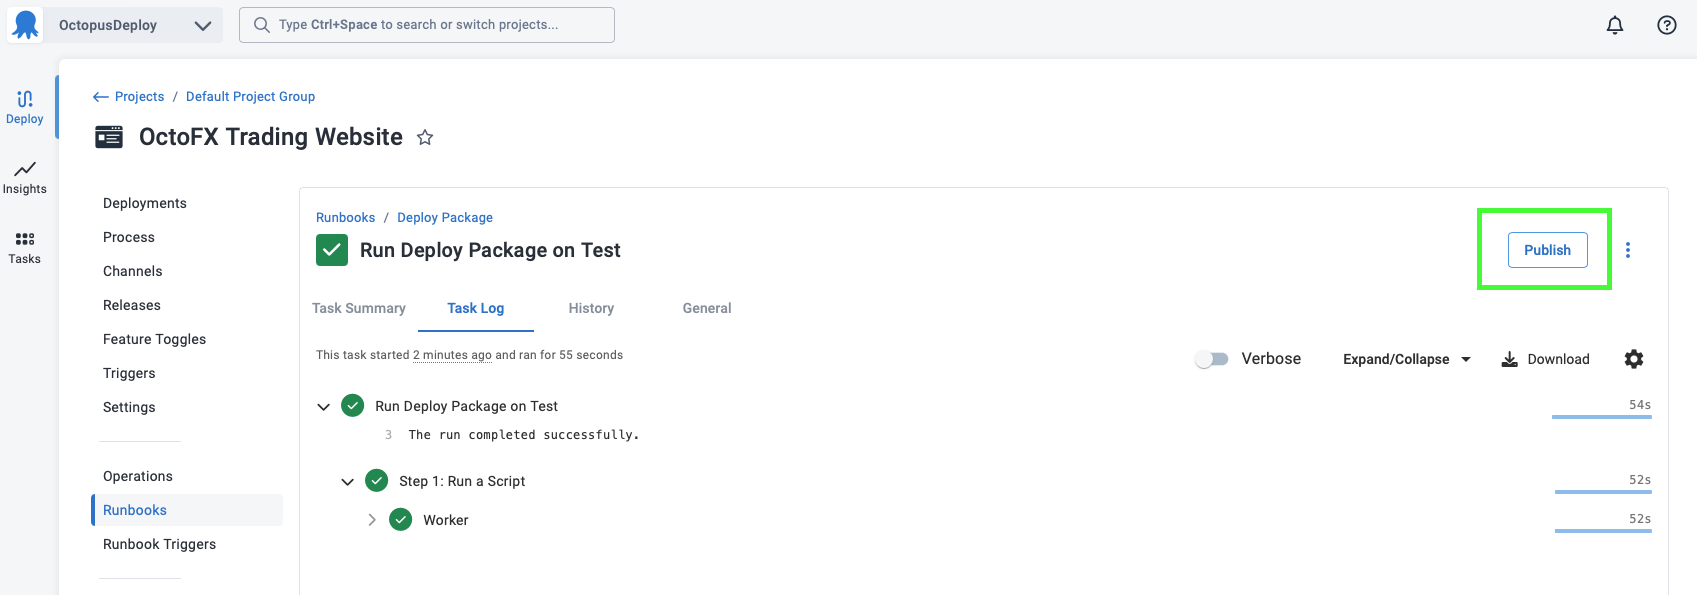 OctopusDeploy
Type Ctrl+Space to search or switch projects...
Deploy
Insights
Tasks
Projects / Default Project Group
OctoFX Trading Website
Deployments
Process
Channels
Releases
Feature Toggles
Triggers
Settings
Operations
Runbooks
Runbook Triggers
Runbooks / Deploy Package
Run Deploy Package on Test
Publish
Task Summary Task Log History General
This task started 2 minutes ago and ran for 55 seconds
Verbose Expand/Collapse Download
Run Deploy Package on Test 54s
3 The run completed successfully.
Step 1: Run a Script 52s
Worker 52s